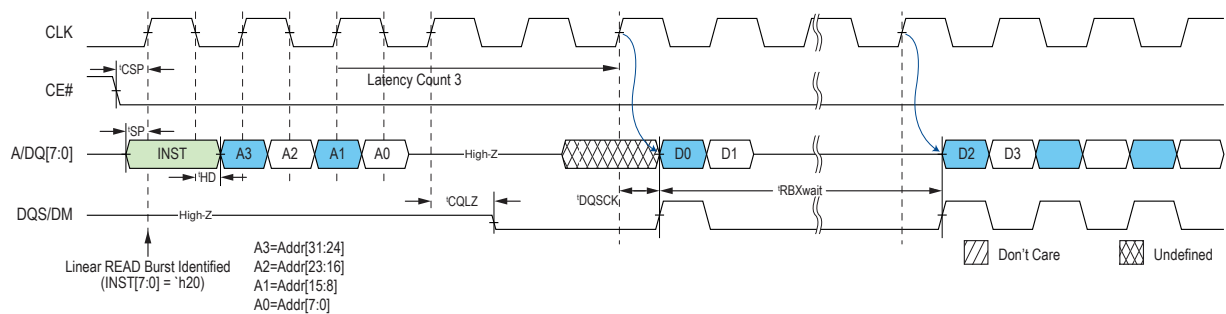 CLK
tCSP
Latency Count 3
CE#
tSP
A/DQ[7:0]
INST
A3
A2
A1
A0
High-Z
D0
D1
D2
D3
tHD
tCQLZ
tDQSCK
tRBXwait
DQS/DM
High-Z
Linear READ Burst Identified
(INST[7:0] = `h20)
A3=Addr[31:24]
A2=Addr[23:16]
A1=Addr[15:8]
A0=Addr[7:0]
Don't Care
Undefined